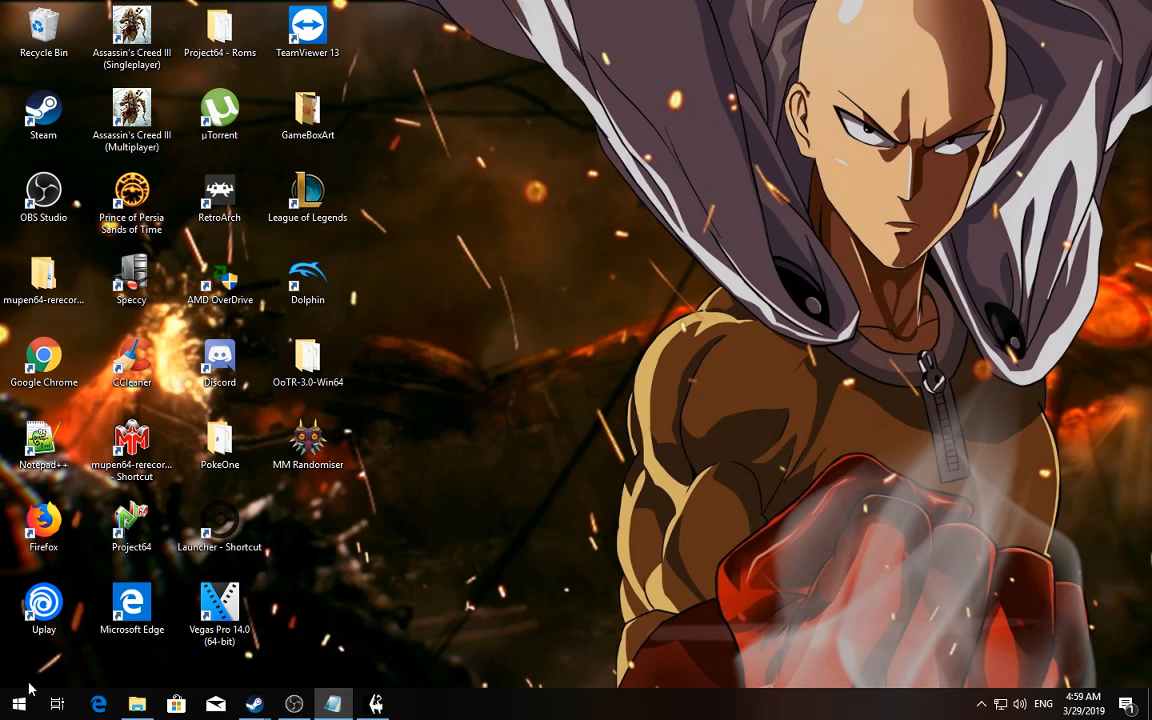 Recycle Bin
Assassin's Creed III
(Singleplayer)
Project64 - Roms
TeamViewer 13
Steam
Assassin's Creed III
(Multiplayer)
µTorrent
GameBoxArt
OBS Studio
Prince of Persia
Sands of Time
RetroArch
League of Legends
mupen64-rerecor...
Speccy
AMD OverDrive
Dolphin
Google Chrome
CCleaner
Discord
OoTR-3.0-Win64
Notepad++
mupen64-rerecor...
- Shortcut
PokeOne
MM Randomiser
Firefox
Project64
Launcher - Shortcut
Uplay
Microsoft Edge
Vegas Pro 14.0
(64-bit)
ENG
4:59 AM
3/29/2019
1